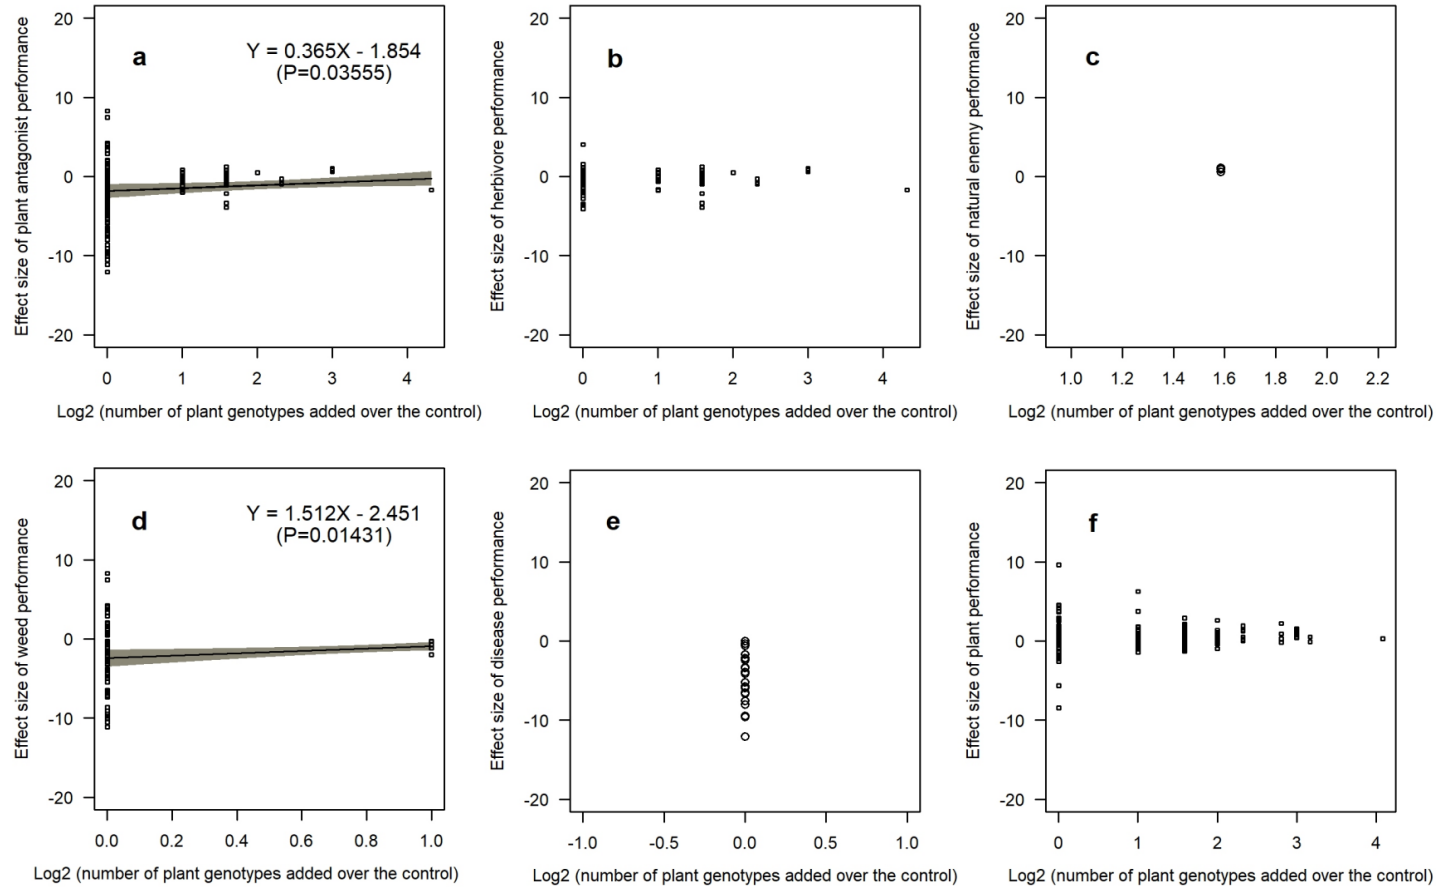 a
Y = 0.365X - 1.854
(P=0.03555)
Effect size of plant antagonist performance
20
10
0
-10
-20
0 1 2 3 4
Log2 (number of plant genotypes added over the control)
b
Effect size of herbivore performance
20
10
0
-10
-20
0 1 2 3 4
Log2 (number of plant genotypes added over the control)
c
Effect size of natural enemy performance
20
10
0
-10
-20
1.0 1.2 1.4 1.6 1.8 2.0 2.2
Log2 (number of plant genotypes added over the control)
d
Y = 1.512X - 2.451
(P=0.01431)
Effect size of weed performance
20
10
0
-10
-20
0.0 0.2 0.4 0.6 0.8 1.0
Log2 (number of plant genotypes added over the control)
e
Effect size of disease performance
20
10
0
-10
-20
-1.0 -0.5 0.0 0.5 1.0
Log2 (number of plant genotypes added over the control)
f
Effect size of plant performance
20
10
0
-10
-20
0 1 2 3 4
Log2 (number of plant genotypes added over the control)